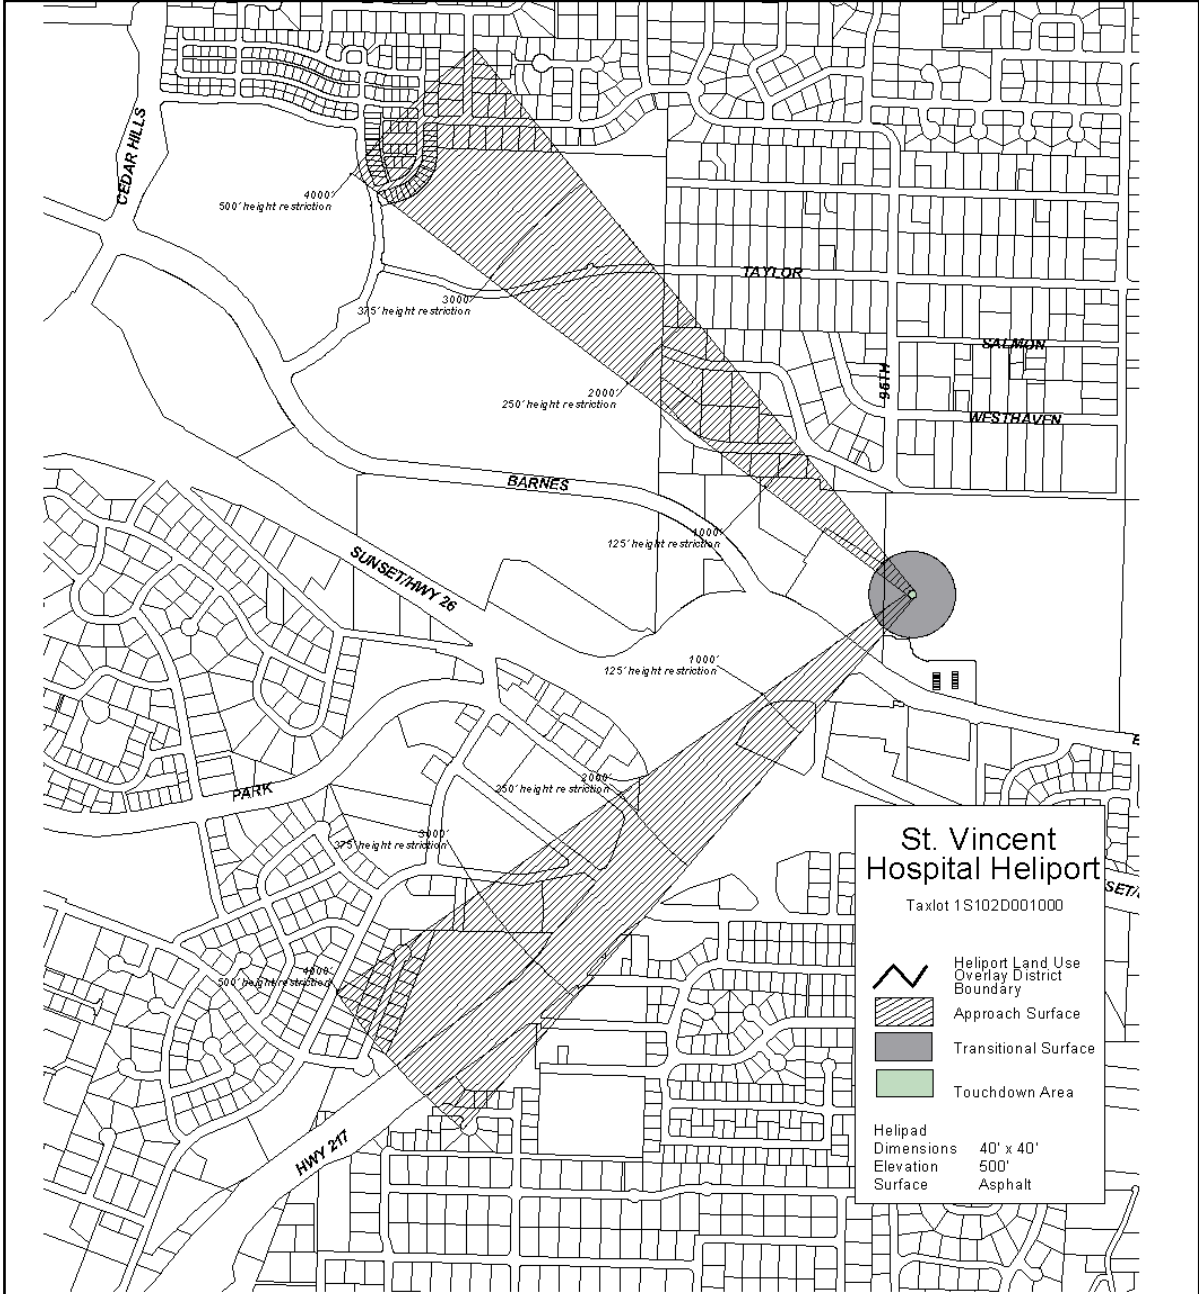 CEDAR HILLS
4000'
500' height restriction
TAYLOR
3000'
375' height restriction
SALMON
2000'
250' height restriction
95TH
WESTHAVEN
BARNES
1000'
125' height restriction
SUNSET/HWY 26
1000'
125' height restriction
2000'
250' height restriction
PARK
3000'
375' height restriction
4000'
500' height restriction
HWY 217
St. Vincent
Hospital Heliport
Taxlot 1S102D001000
Heliport Land Use
Overlay District
Boundary
Approach Surface
Transitional Surface
Touchdown Area
Helipad
Dimensions 40' x 40'
Elevation 500'
Surface Asphalt